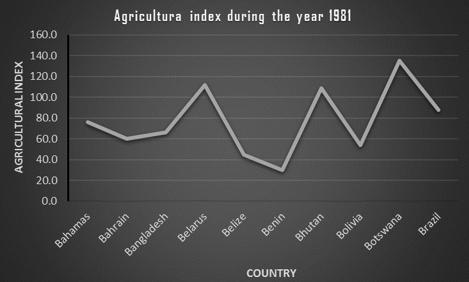 Agricultura index during the year 1981
160.0
140.0
120.0
100.0
80.0
60.0
40.0
20.0
0.0
AGRICULTURAL INDEX
Bahamas
Bahrain
Bangladesh
Belarus
Belize
Benin
Bhutan
Bolivia
Botswana
Brazil
COUNTRY